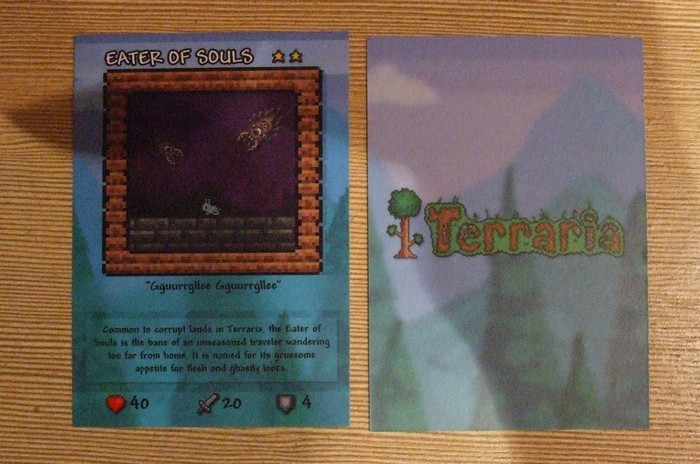 EATER OF SOULS
"Gguurrgllee Gguurrgllee"
Common to corrupt lands in Terraria, the Eater of
Souls is the bane of an unseasoned traveler wandering
too far from home. It is named for its gruesome
appetite for flesh and ghastly looks.
40 20 4
Terraria